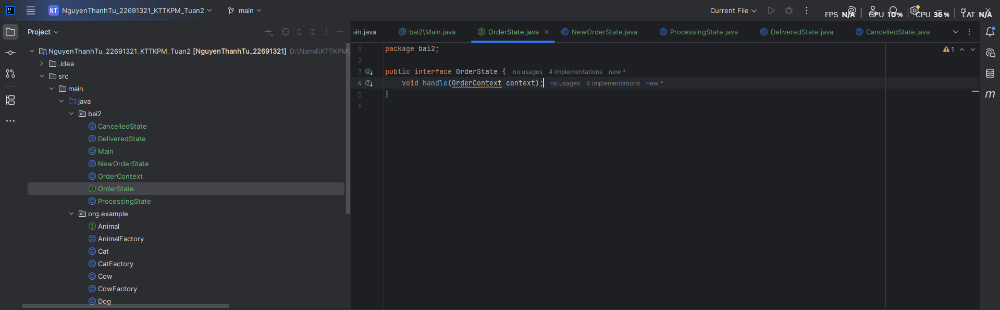 NT NguyenThanhTu_22691321_KTTKPM_Tuan2 main Current File
FPS N/A GPU 10% CPU 36% LAT N/A
Project
NguyenThanhTu_22691321_KTTKPM_Tuan2 [NguyenThanhTu_22691321] D:\Nam4\KTTKPM\
.idea
src
main
java
bai2
CancelledState
DeliveredState
Main
NewOrderState
OrderContext
OrderState
ProcessingState
org.example
Animal
AnimalFactory
Cat
CatFactory
Cow
CowFactory
Dog
ain.java bai2\Main.java OrderState.java NewOrderState.java ProcessingState.java DeliveredState.java CancelledState.java
1 package bai2;
2
3 public interface OrderState { no usages 4 implementations new *
4 void handle(OrderContext context); no usages 4 implementations new *
5 }
6
1
m